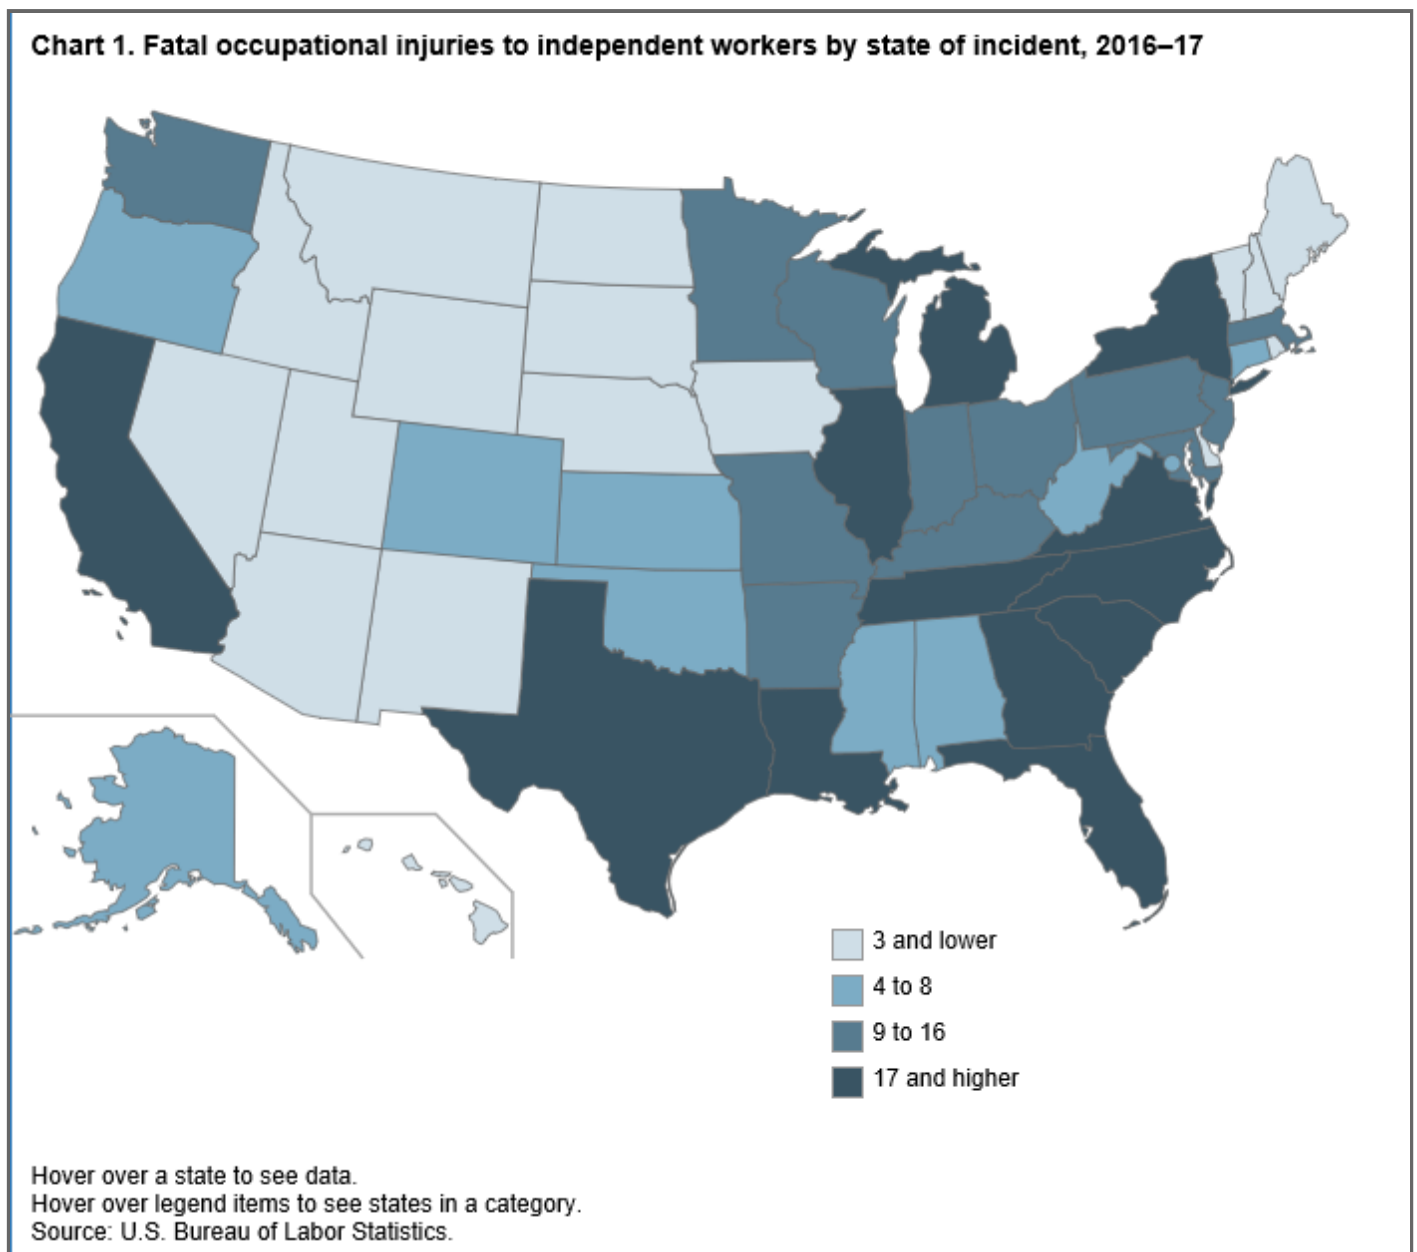 Chart 1. Fatal occupational injuries to independent workers by state of incident, 2016–17
3 and lower
4 to 8
9 to 16
17 and higher
Hover over a state to see data.
Hover over legend items to see states in a category.
Source: U.S. Bureau of Labor Statistics.